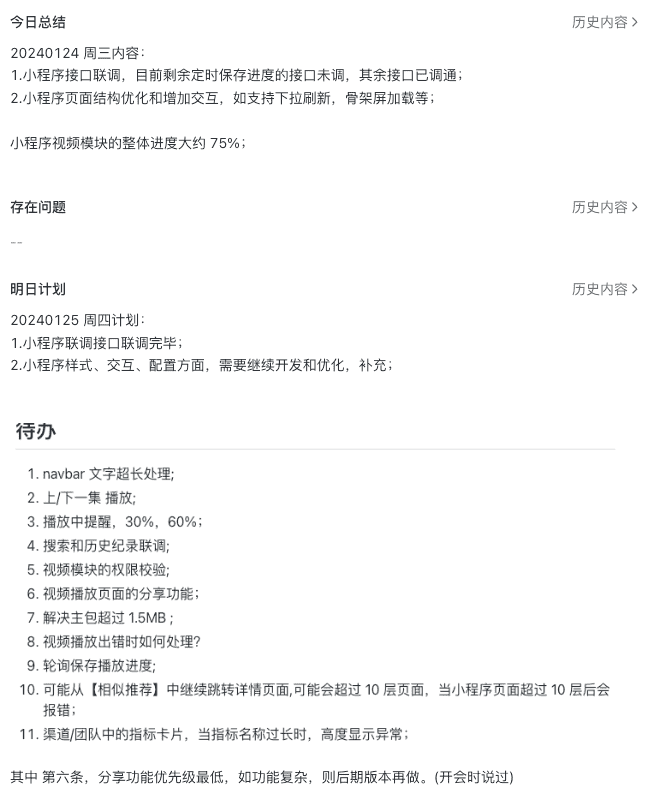 今日总结
历史内容 >
20240124 周三内容：
1.小程序接口联调，目前剩余定时保存进度的接口未调，其余接口已调通；
2.小程序页面结构优化和增加交互，如支持下拉刷新，骨架屏加载等；
小程序视频模块的整体进度大约 75%；
存在问题
历史内容 >
--
明日计划
历史内容 >
20240125 周四计划：
1.小程序联调接口联调完毕；
2.小程序样式、交互、配置方面，需要继续开发和优化，补充；
待办
1. navbar 文字超长处理;
2. 上/下一集 播放;
3. 播放中提醒，30%，60%；
4. 搜索和历史纪录联调;
5. 视频模块的权限校验;
6. 视频播放页面的分享功能；
7. 解决主包超过 1.5MB ;
8. 视频播放出错时如何处理?
9. 轮询保存播放进度;
10. 可能从【相似推荐】中继续跳转详情页面,可能会超过 10 层页面，当小程序页面超过 10 层后会
报错；
11. 渠道/团队中的指标卡片，当指标名称过长时，高度显示异常；
其中 第六条，分享功能优先级最低，如功能复杂，则后期版本再做。(开会时说过)